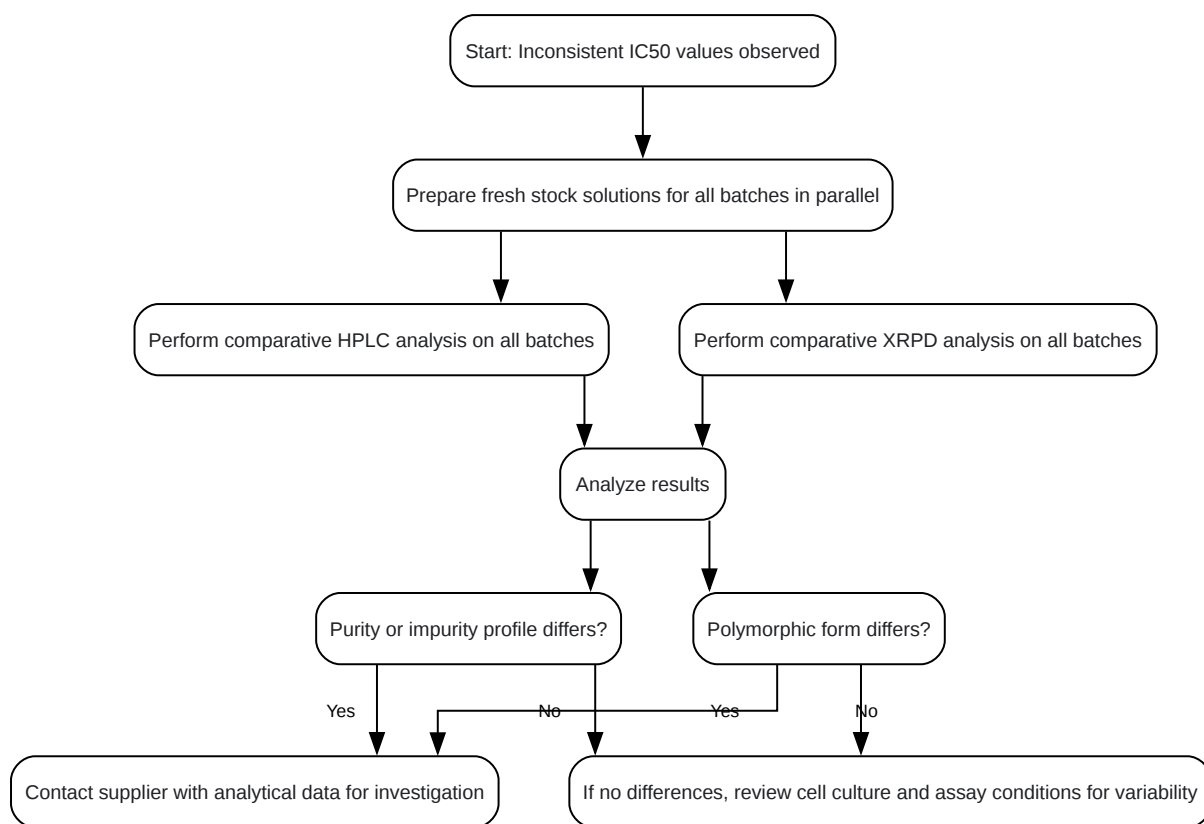 Start: Inconsistent IC50 values observed
Prepare fresh stock solutions for all batches in parallel
Perform comparative HPLC analysis on all batches
Perform comparative XRPD analysis on all batches
Analyze results
Purity or impurity profile differs?
Polymorphic form differs?
Yes
No
Yes
No
Contact supplier with analytical data for investigation
If no differences, review cell culture and assay conditions for variability